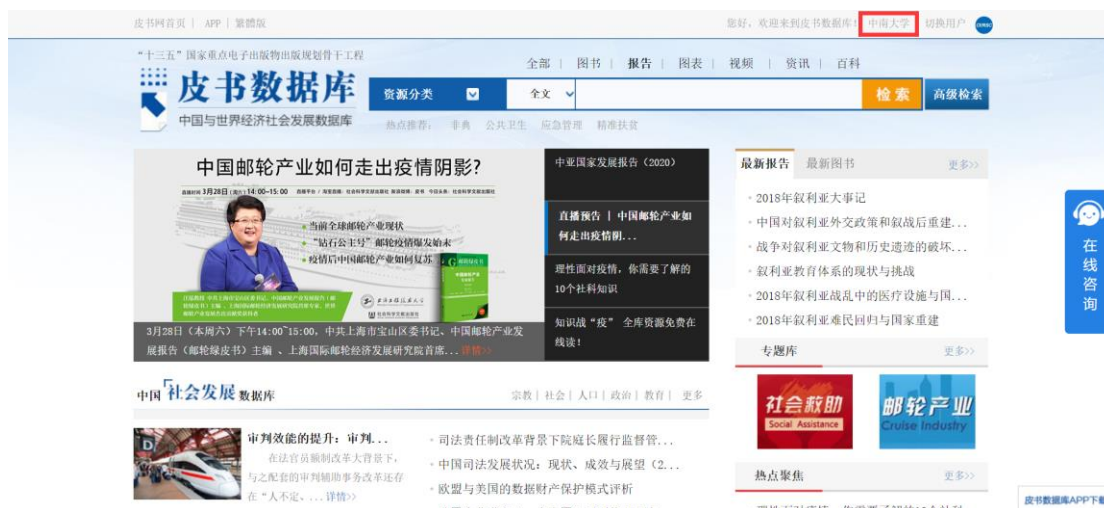 皮书网首页 | APP | 繁體版
您好，欢迎来到皮书数据库！ 中南大学 切换用户
“十三五”国家重点电子出版物出版规划骨干工程
皮书数据库
中国与世界经济社会发展数据库
全部 | 图书 | 报告 | 图表 | 视频 | 资讯 | 百科
资源分类 全文 检索 高级检索
热点推荐： 非典 公共卫生 应急管理 精准扶贫
中国邮轮产业如何走出疫情阴影?
3月28日（周六）14:00-15:00
当前全球邮轮产业现状
“钻石公主号”邮轮疫情爆发始末
疫情后中国邮轮产业如何复苏
3月28日（本周六）下午14:00~15:00，中共上海市宝山区委书记、中国邮轮产业发
展报告（邮轮绿皮书）主编 、上海国际邮轮经济发展研究院首席... 详情>>
中亚国家发展报告（2020）
直播预告 | 中国邮轮产业如
何走出疫情阴...
理性面对疫情，你需要了解的
10个社科知识
知识战“疫” 全库资源免费在
线读！
最新报告 最新图书 更多>>
2018年叙利亚大事记
中国对叙利亚外交政策和叙战后重建...
战争对叙利亚文物和历史遗迹的破坏...
叙利亚教育体系的现状与挑战
2018年叙利亚战乱中的医疗设施与国...
2018年叙利亚难民回归与国家重建
在线咨询
专题库 更多>>
社会救助
Social Assistance
邮轮产业
Cruise Industry
中国「社会发展 数据库
宗教 | 社会 | 人口 | 政治 | 教育 | 更多
审判效能的提升：审判...
在法官员额制改革大背景下，
与之配套的审判辅助事务改革还存
在“人不定、... 详情>>
司法责任制改革背景下院庭长履行监督管...
中国司法发展状况：现状、成效与展望（2...
欧盟与美国的数据财产保护模式评析
热点聚焦 更多>>
皮书数据库APP下载